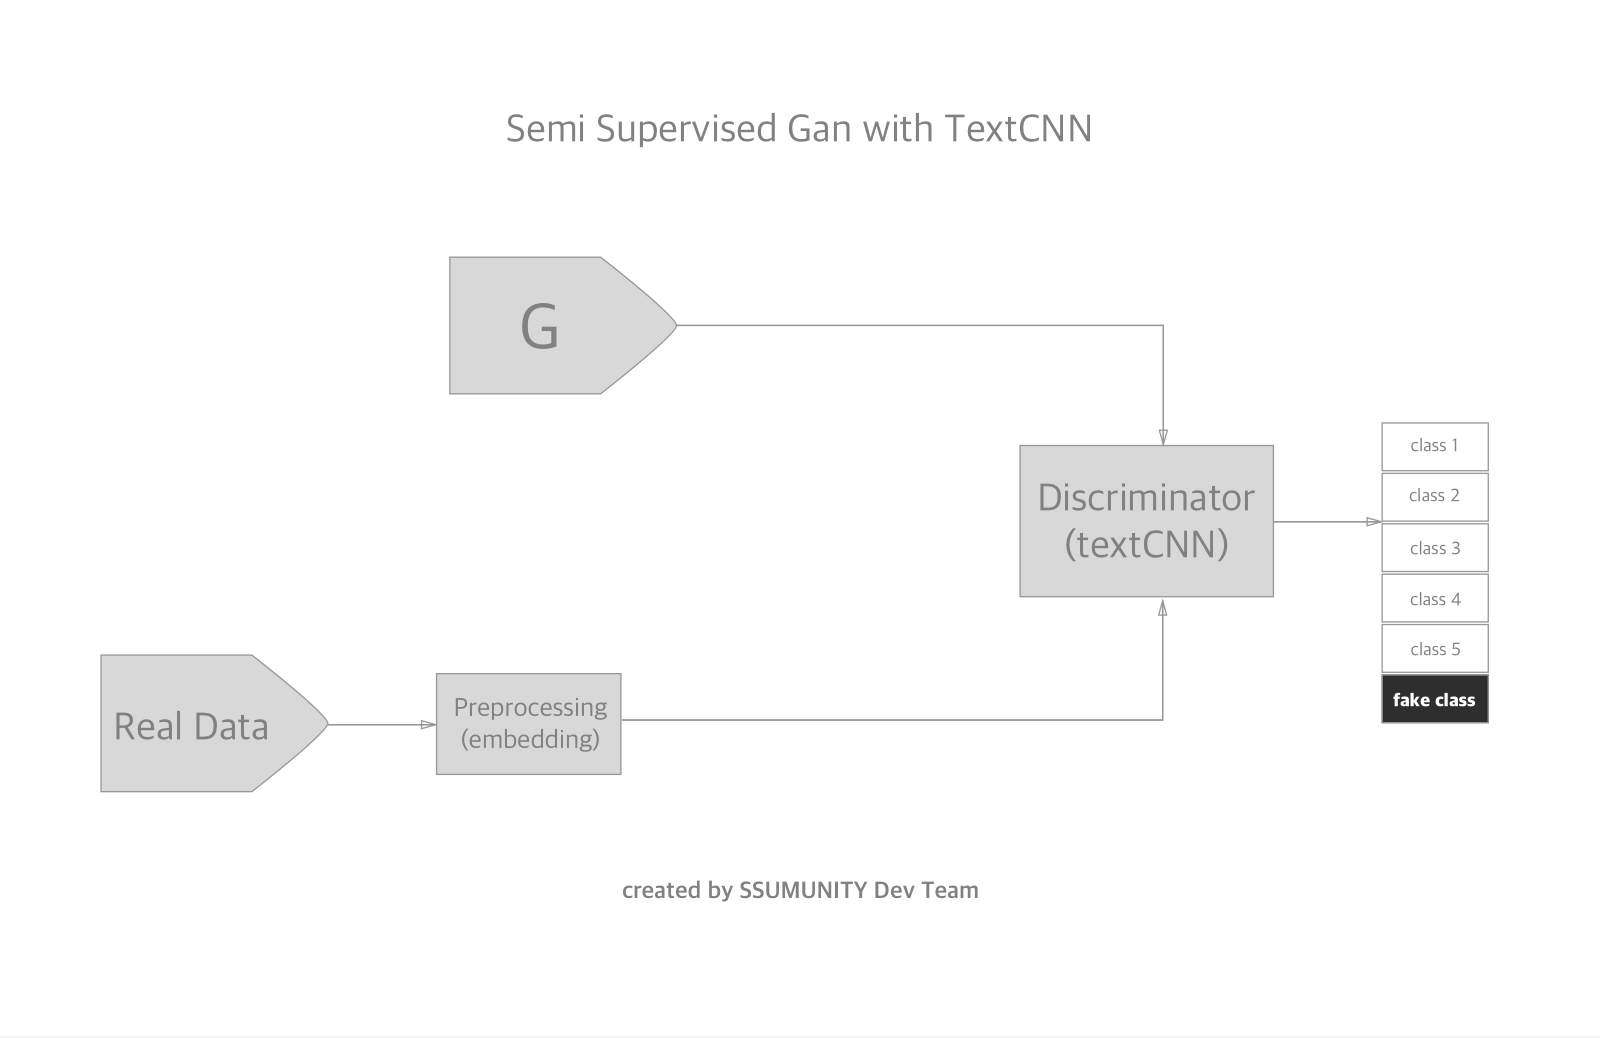 Semi Supervised Gan with TextCNN
G
Discriminator
(textCNN)
class 1
class 2
class 3
class 4
class 5
fake class
Real Data
Preprocessing
(embedding)
created by SSUMUNITY Dev Team